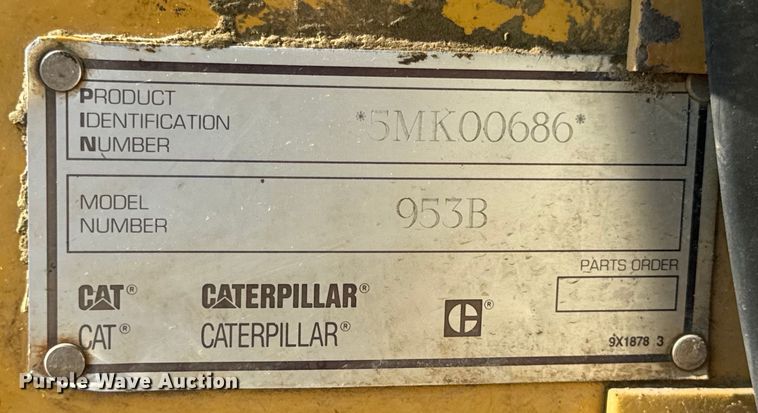 PRODUCT
IDENTIFICATION
NUMBER
*5MK00686*
MODEL
NUMBER
953B
PARTS ORDER
CAT® CATERPILLAR®
CAT® CATERPILLAR®
C ®
9X1878 3
Purple Wave Auction